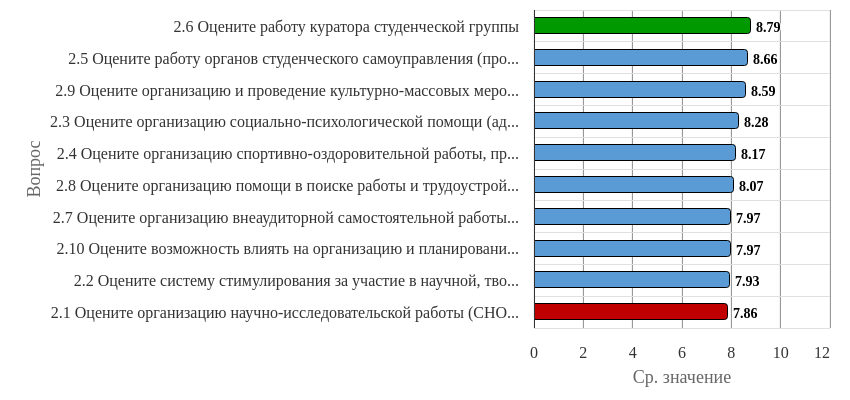 2.6 Оцените работу куратора студенческой группы 8.79
2.5 Оцените работу органов студенческого самоуправления (про... 8.66
2.9 Оцените организацию и проведение культурно-массовых меро... 8.59
2.3 Оцените организацию социально-психологической помощи (ад... 8.28
2.4 Оцените организацию спортивно-оздоровительной работы, пр... 8.17
2.8 Оцените организацию помощи в поиске работы и трудоустрой... 8.07
2.7 Оцените организацию внеаудиторной самостоятельной работы... 7.97
2.10 Оцените возможность влиять на организацию и планировани... 7.97
2.2 Оцените систему стимулирования за участие в научной, тво... 7.93
2.1 Оцените организацию научно-исследовательской работы (СНО... 7.86
Вопрос
0 2 4 6 8 10 12
Ср. значение